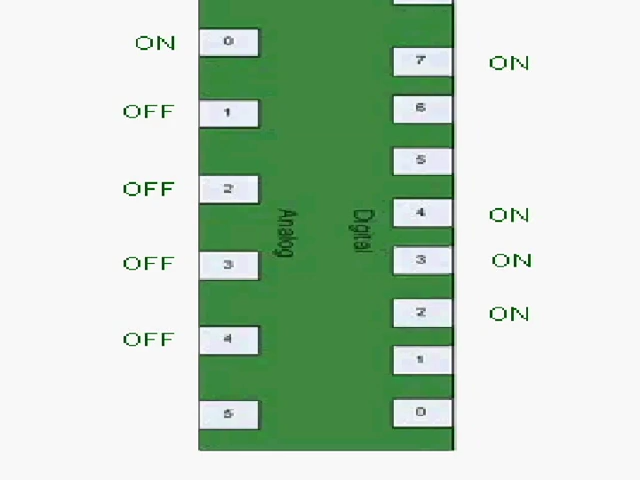 ON 0
7 ON
OFF 1
6
5
OFF 2
4 ON
Analog Digital
OFF 3
3 ON
2 ON
OFF 4
1
5
0